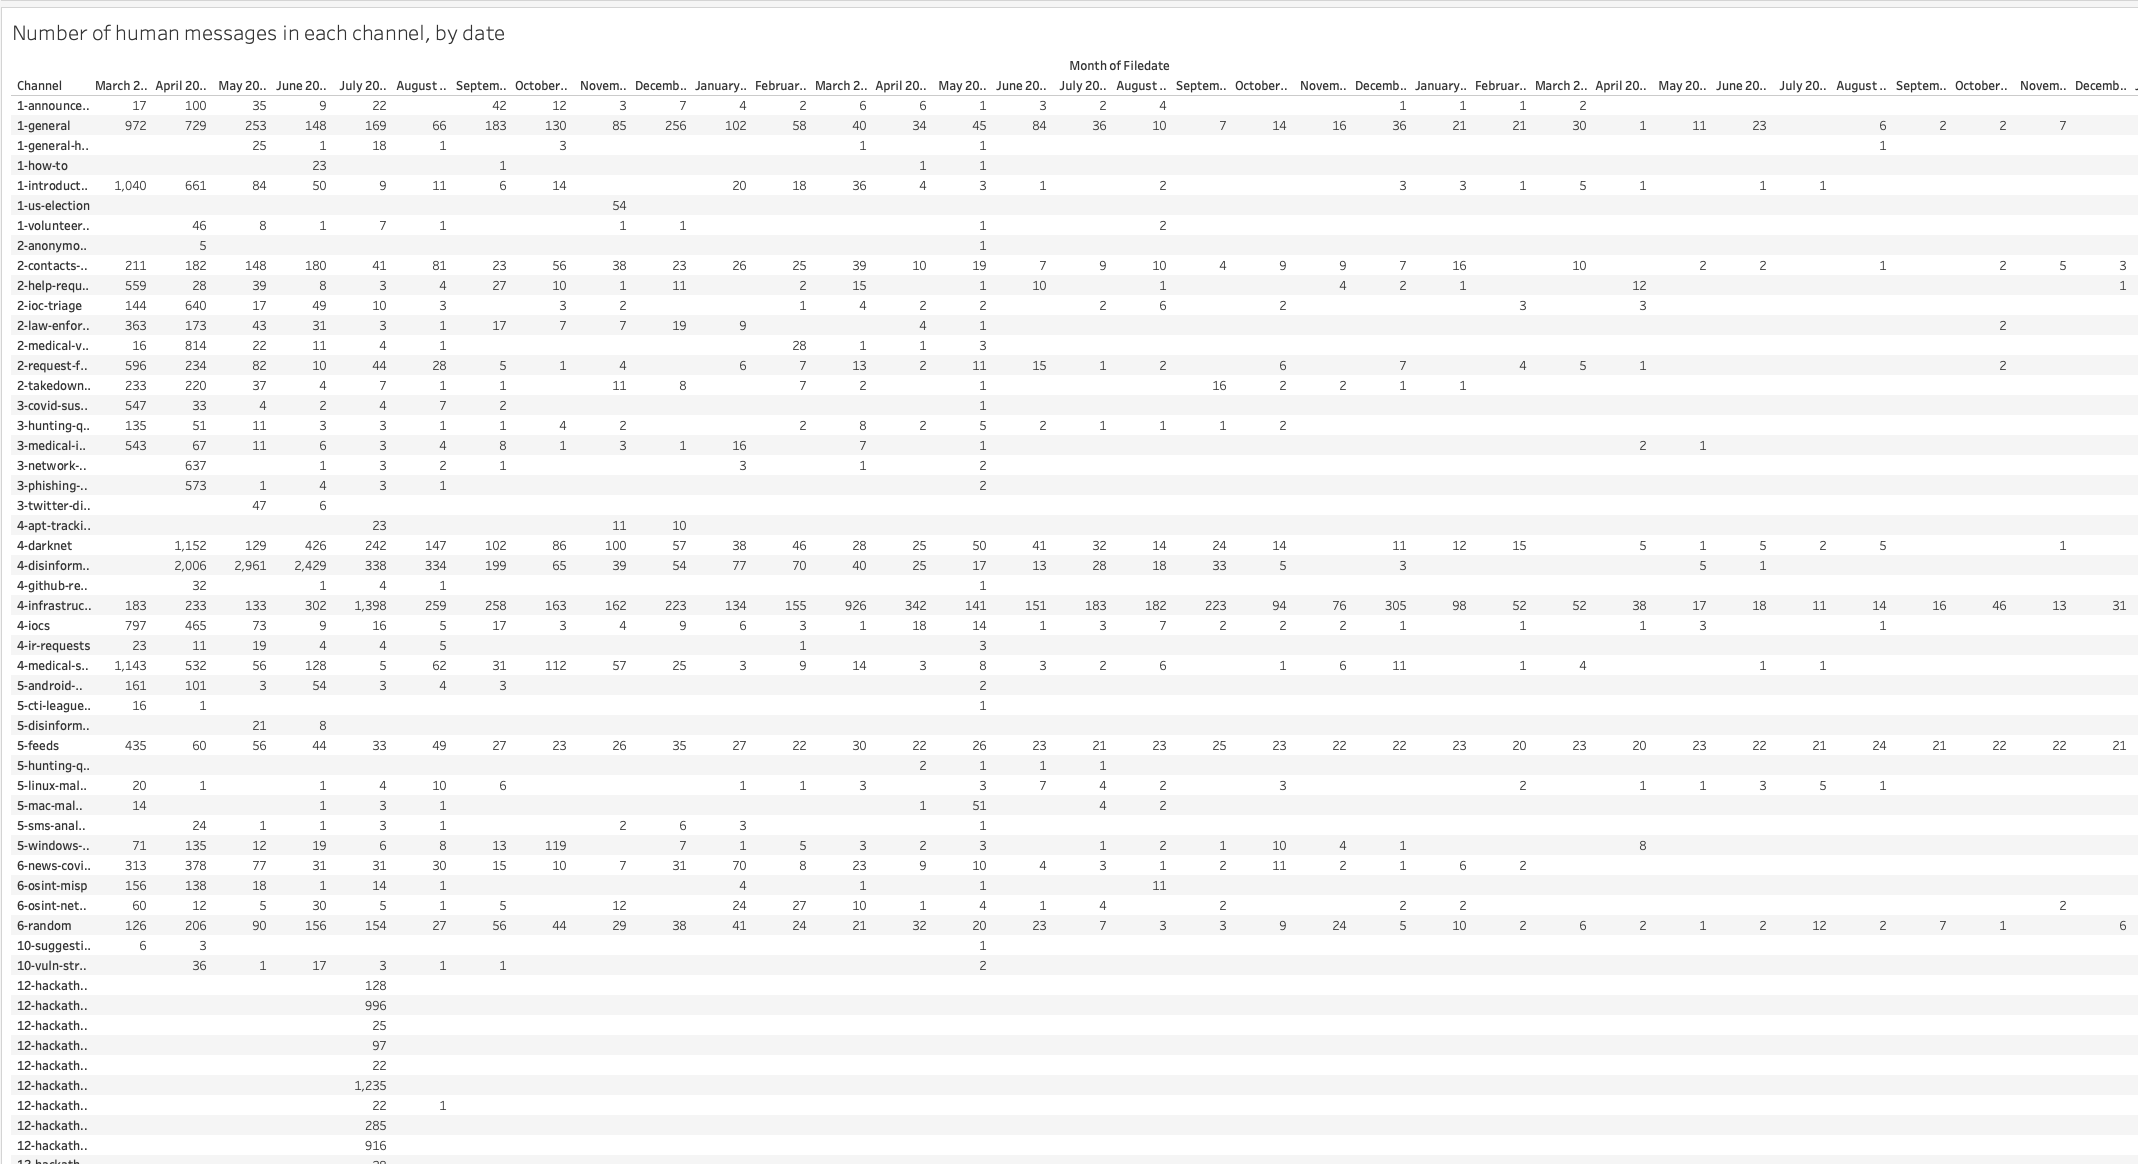 Number of human messages in each channel, by date
Month of Filedate
Channel March 2.. April 20.. May 20.. June 20.. July 20.. August .. Septem.. October.. Novem.. Decemb.. January.. Februar.. March 2.. April 20.. May 20.. June 20.. July 20.. August .. Septem.. October.. Novem.. Decemb.. January.. Februar.. March 2.. April 20.. May 20.. June 20.. July 20.. August .. Septem.. October.. Novem.. Decemb..
1-announce.. 17 100 35 9 22 42 12 3 7 4 2 6 6 1 3 2 4 1 1 1 2
1-general 972 729 253 148 169 66 183 130 85 256 102 58 40 34 45 84 36 10 7 14 16 36 21 21 30 1 11 23 6 2 2 7
1-general-h.. 25 1 18 1 3 1 1 1
1-how-to 23 1 1 1
1-introduct.. 1,040 661 84 50 9 11 6 14 20 18 36 4 3 1 2 3 3 1 5 1 1 1
1-us-election 54
1-volunteer.. 46 8 1 7 1 1 1 1 2
2-anonymo.. 5 1
2-contacts-.. 211 182 148 180 41 81 23 56 38 23 26 25 39 10 19 7 9 10 4 9 9 7 16 10 2 2 1 2 5 3
2-help-requ.. 559 28 39 8 3 4 27 10 1 11 2 15 1 10 1 4 2 1 12 1
2-ioc-triage 144 640 17 49 10 3 3 2 1 4 2 2 2 6 2 3 3
2-law-enfor.. 363 173 43 31 3 1 17 7 7 19 9 4 1 2
2-medical-v.. 16 814 22 11 4 1 28 1 1 3
2-request-f.. 596 234 82 10 44 28 5 1 4 6 7 13 2 11 15 1 2 6 7 4 5 1 2
2-takedown.. 233 220 37 4 7 1 1 11 8 7 2 1 16 2 2 1 1
3-covid-sus.. 547 33 4 2 4 7 2 1
3-hunting-q.. 135 51 11 3 3 1 1 4 2 2 8 2 5 2 1 1 1 2
3-medical-i.. 543 67 11 6 3 4 8 1 3 1 16 7 1 2 1
3-network-.. 637 1 3 2 1 3 1 2
3-phishing-.. 573 1 4 3 1 2
3-twitter-di.. 47 6
4-apt-tracki.. 23 11 10
4-darknet 1,152 129 426 242 147 102 86 100 57 38 46 28 25 50 41 32 14 24 14 11 12 15 5 1 5 2 5 1
4-disinform.. 2,006 2,961 2,429 338 334 199 65 39 54 77 70 40 25 17 13 28 18 33 5 3 5 1
4-github-re.. 32 1 4 1 1
4-infrastruc.. 183 233 133 302 1,398 259 258 163 162 223 134 155 926 342 141 151 183 182 223 94 76 305 98 52 52 38 17 18 11 14 16 46 13 31
4-iocs 797 465 73 9 16 5 17 3 4 9 6 3 1 18 14 1 3 7 2 2 2 1 1 1 3 1
4-ir-requests 23 11 19 4 4 5 1 3
4-medical-s.. 1,143 532 56 128 5 62 31 112 57 25 3 9 14 3 8 3 2 6 1 6 11 1 4 1 1
5-android-.. 161 101 3 54 3 4 3 2
5-cti-league.. 16 1 1
5-disinform.. 21 8
5-feeds 435 60 56 44 33 49 27 23 26 35 27 22 30 22 26 23 21 23 25 23 22 22 23 20 23 20 23 22 21 24 21 22 22 21
5-hunting-q.. 2 1 1 1
5-linux-mal.. 20 1 1 4 10 6 1 1 3 3 7 4 2 3 2 1 1 3 5 1
5-mac-mal.. 14 1 3 1 1 51 4 2
5-sms-anal.. 24 1 1 3 1 2 6 3 1
5-windows-.. 71 135 12 19 6 8 13 119 7 1 5 3 2 3 1 2 1 10 4 1 8
6-news-covi.. 313 378 77 31 31 30 15 10 7 31 70 8 23 9 10 4 3 1 2 11 2 1 6 2
6-osint-misp 156 138 18 1 14 1 4 1 1 11
6-osint-net.. 60 12 5 30 5 1 5 12 24 27 10 1 4 1 4 2 2 2 2
6-random 126 206 90 156 154 27 56 44 29 38 41 24 21 32 20 23 7 3 3 9 24 5 10 2 6 2 1 2 12 2 7 1 6
10-suggesti.. 6 3 1
10-vuln-str.. 36 1 17 3 1 1 2
12-hackath.. 128
12-hackath.. 996
12-hackath.. 25
12-hackath.. 97
12-hackath.. 22
12-hackath.. 1,235
12-hackath.. 22 1
12-hackath.. 285
12-hackath.. 916